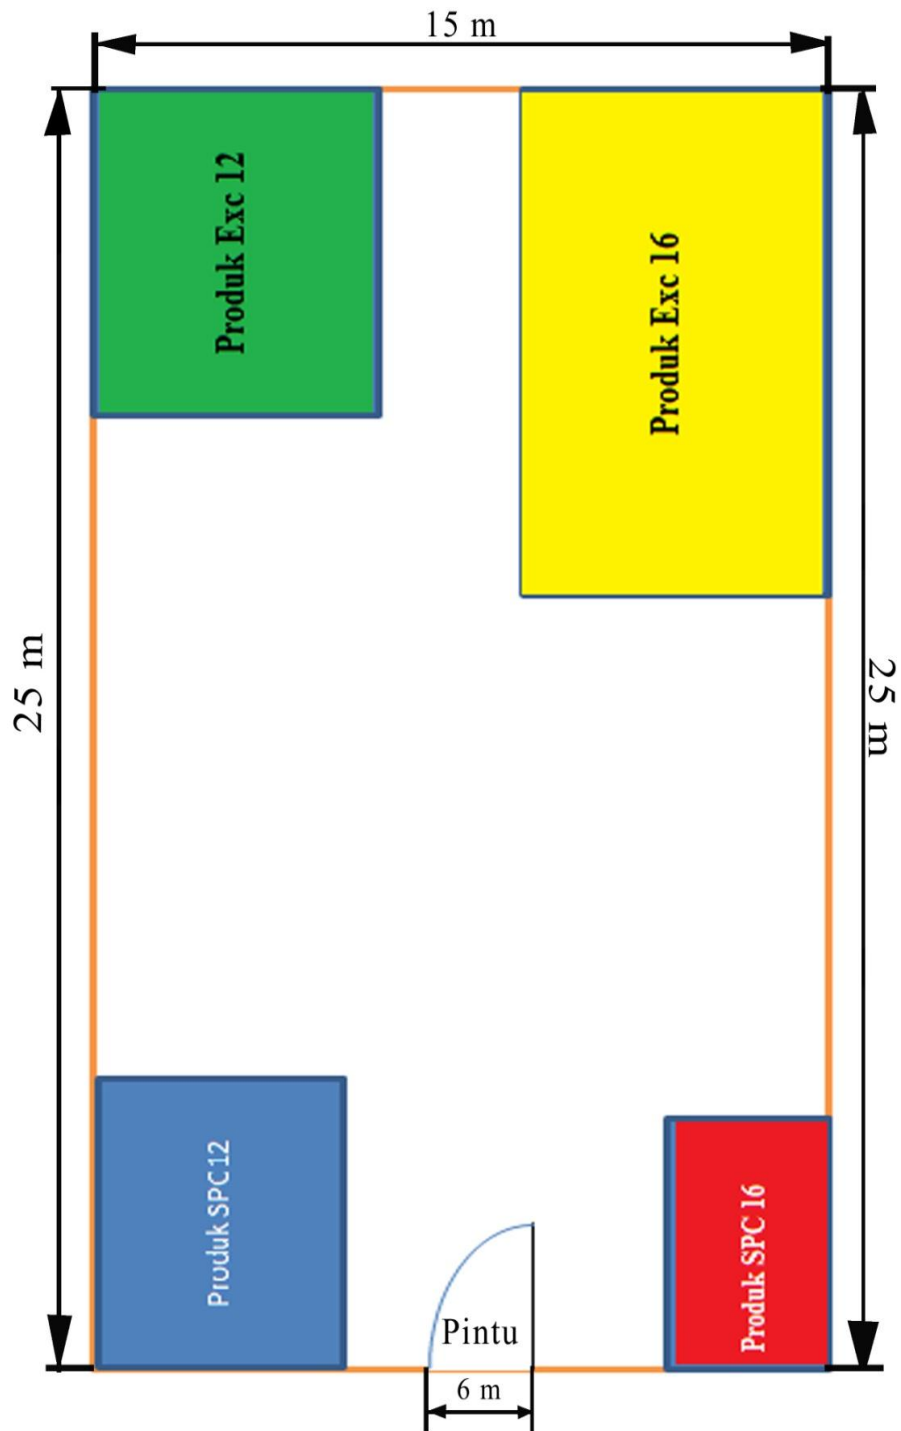 15 m
Produk Exc 12
Produk Exc 16
25 m
25 m
Produk SPC12
Produk SPC 16
Pintu
6 m